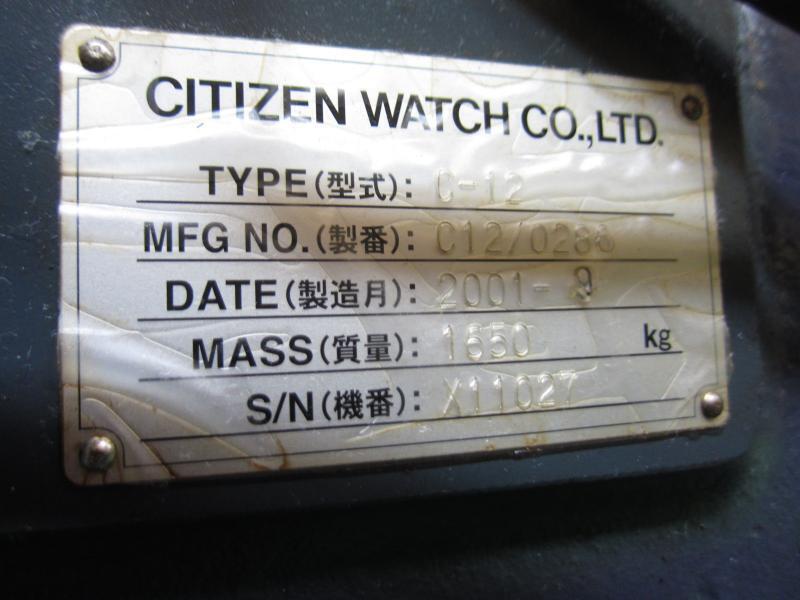 CITIZEN WATCH CO.,LTD.
TYPE(型式): C-12
MFG NO.(製番): C12/0286
DATE(製造月): 2001-9
MASS(質量): 1650 kg
S/N(機番): X11027